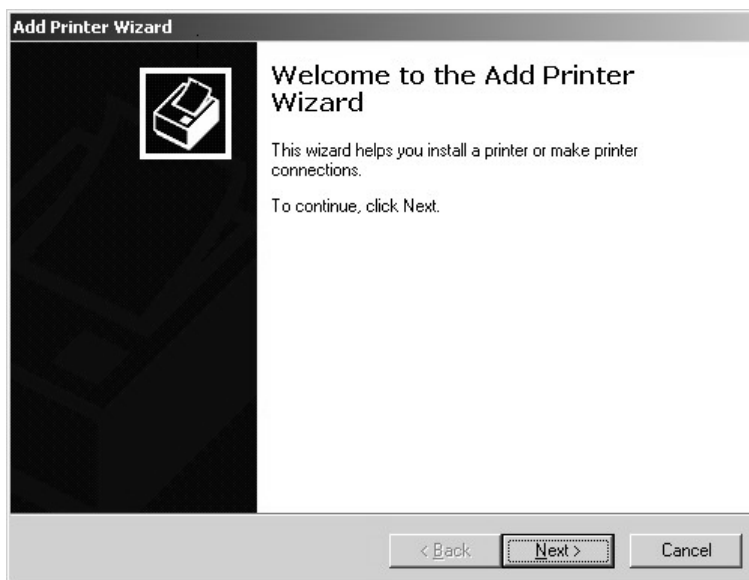 Add Printer Wizard
Welcome to the Add Printer
Wizard
This wizard helps you install a printer or make printer
connections.
To continue, click Next.
< Back
Next >
Cancel